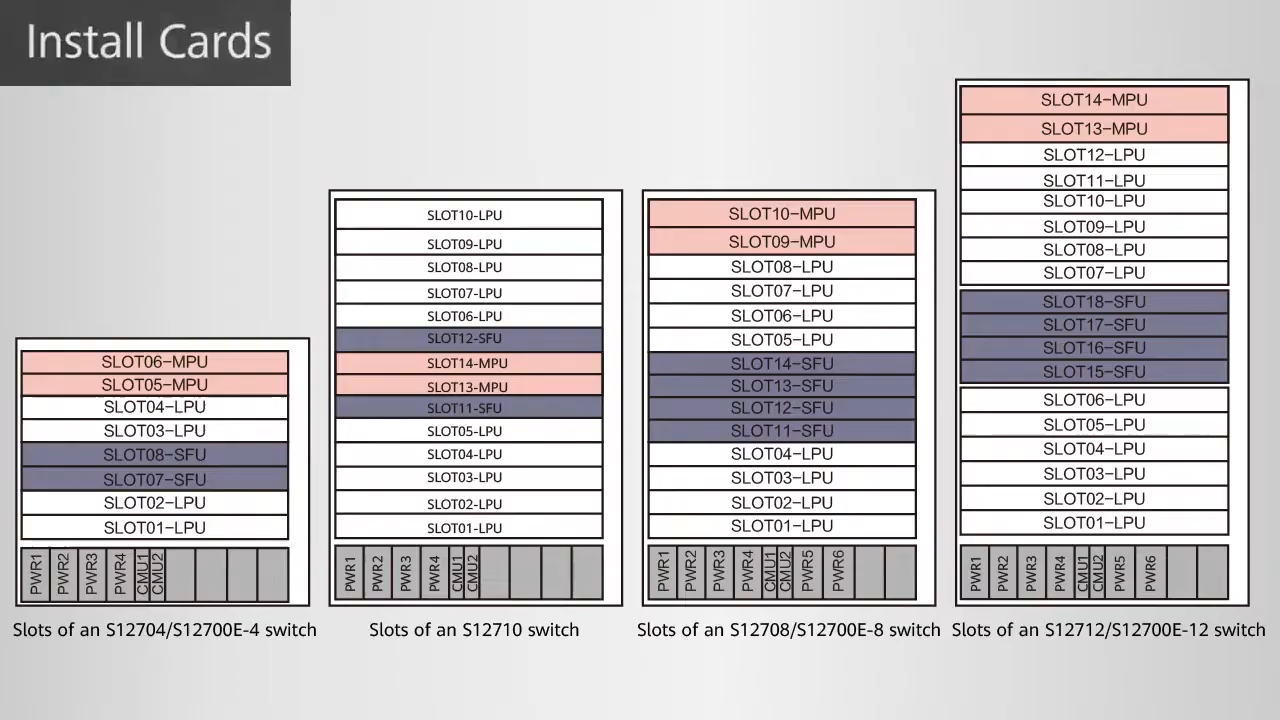 Install Cards
SLOT06-MPU
SLOT05-MPU
SLOT04-LPU
SLOT03-LPU
SLOT08-SFU
SLOT07-SFU
SLOT02-LPU
SLOT01-LPU
PWR1
PWR2
PWR3
PWR4
CMU1
CMU2
Slots of an S12704/S12700E-4 switch
SLOT10-LPU
SLOT09-LPU
SLOT08-LPU
SLOT07-LPU
SLOT06-LPU
SLOT12-SFU
SLOT14-MPU
SLOT13-MPU
SLOT11-SFU
SLOT05-LPU
SLOT04-LPU
SLOT03-LPU
SLOT02-LPU
SLOT01-LPU
PWR1
PWR2
PWR3
PWR4
CMU1
CMU2
Slots of an S12710 switch
SLOT10-MPU
SLOT09-MPU
SLOT08-LPU
SLOT07-LPU
SLOT06-LPU
SLOT05-LPU
SLOT14-SFU
SLOT13-SFU
SLOT12-SFU
SLOT11-SFU
SLOT04-LPU
SLOT03-LPU
SLOT02-LPU
SLOT01-LPU
PWR1
PWR2
PWR3
PWR4
CMU1
CMU2
PWR5
PWR6
Slots of an S12708/S12700E-8 switch
SLOT14-MPU
SLOT13-MPU
SLOT12-LPU
SLOT11-LPU
SLOT10-LPU
SLOT09-LPU
SLOT08-LPU
SLOT07-LPU
SLOT18-SFU
SLOT17-SFU
SLOT16-SFU
SLOT15-SFU
SLOT06-LPU
SLOT05-LPU
SLOT04-LPU
SLOT03-LPU
SLOT02-LPU
SLOT01-LPU
PWR1
PWR2
PWR3
PWR4
CMU1
CMU2
PWR5
PWR6
Slots of an S12712/S12700E-12 switch